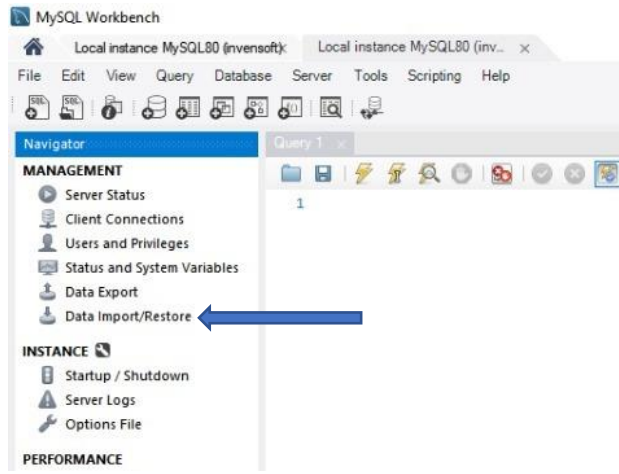 MySQL Workbench
Local instance MySQL80 (invensoft) x Local instance MySQL80 (inv... x
File Edit View Query Database Server Tools Scripting Help
Navigator Query 1 x
MANAGEMENT
Server Status
1
Client Connections
Users and Privileges
Status and System Variables
Data Export
Data Import/Restore
INSTANCE
Startup / Shutdown
Server Logs
Options File
PERFORMANCE